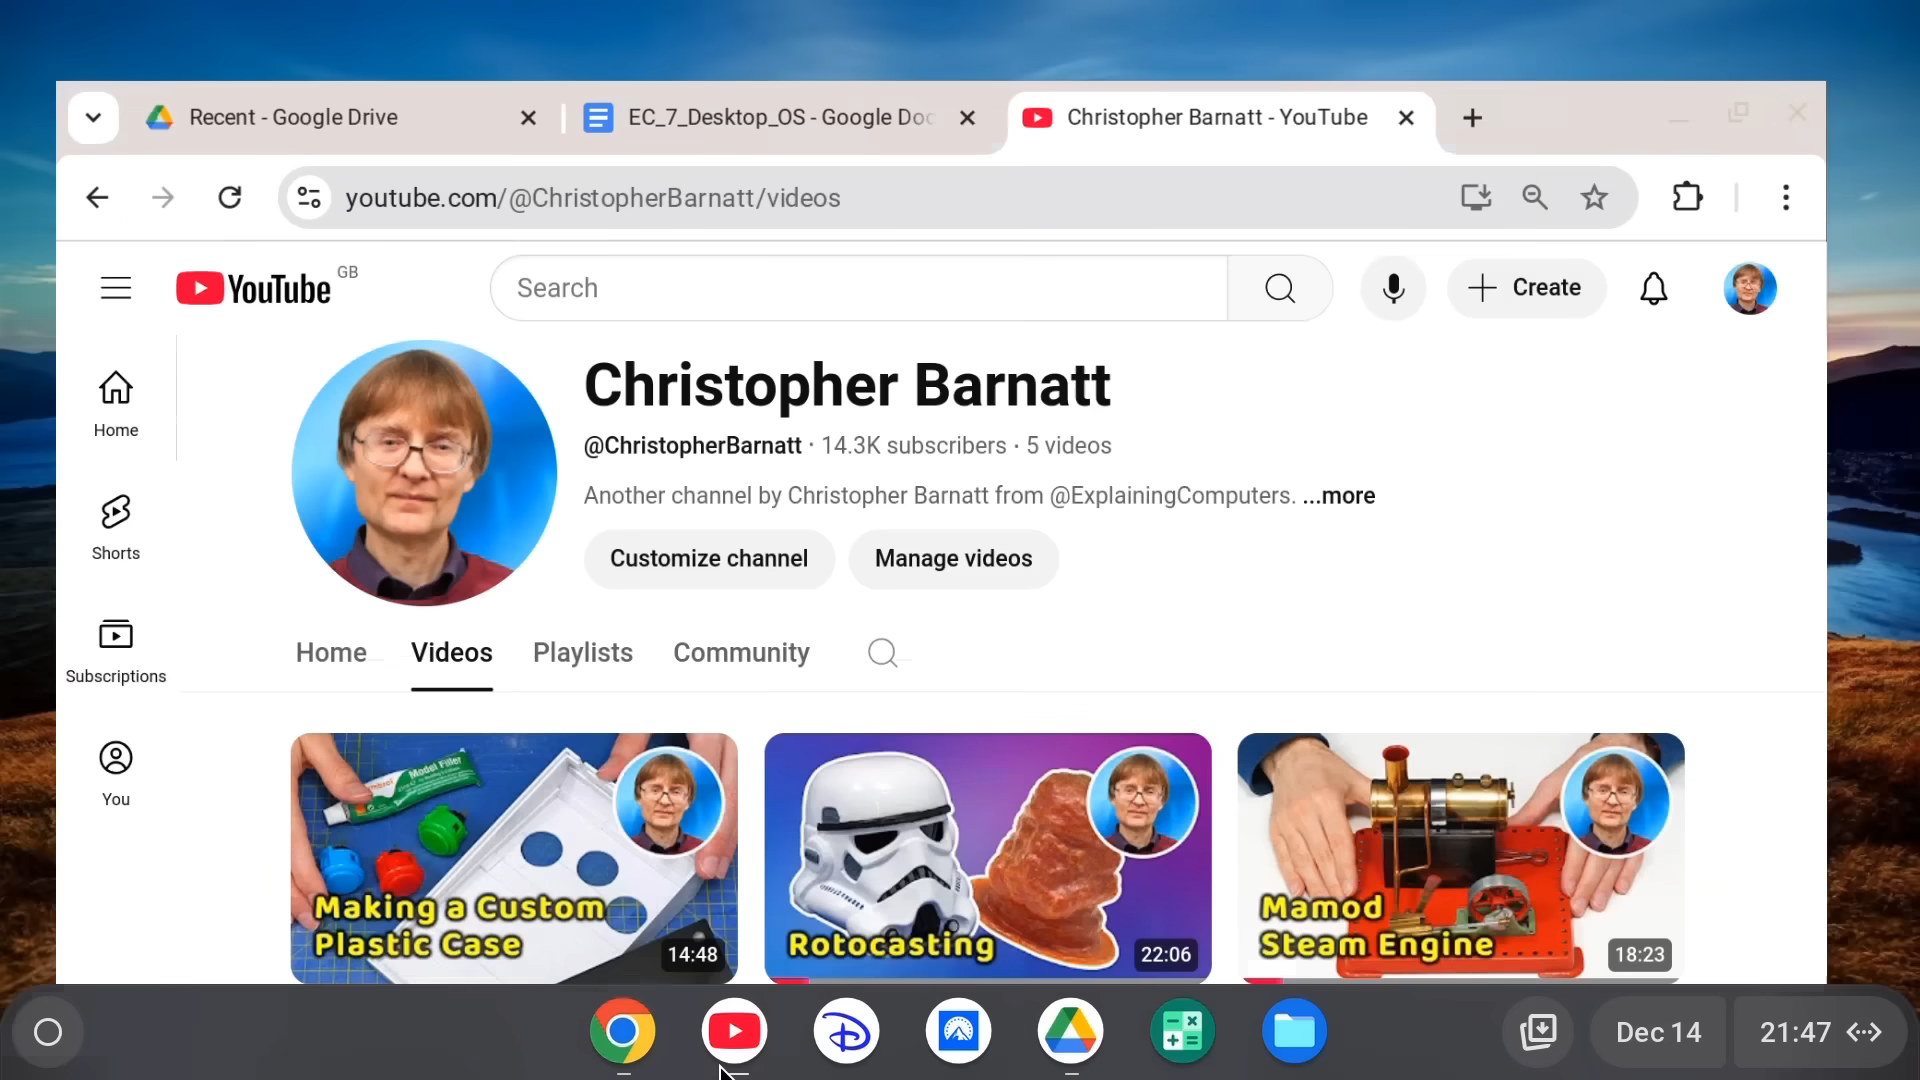 Recent - Google Drive
EC_7_Desktop_OS - Google Doc
Christopher Barnatt - YouTube
youtube.com/@ChristopherBarnatt/videos
YouTube GB
Search
Create
Home
Shorts
Subscriptions
You
Christopher Barnatt
@ChristopherBarnatt · 14.3K subscribers · 5 videos
Another channel by Christopher Barnatt from @ExplainingComputers. ...more
Customize channel
Manage videos
Home
Videos
Playlists
Community
Model Filler
Making a Custom
Plastic Case
14:48
Rotocasting
22:06
Mamod
Steam Engine
18:23
Dec 14
21:47